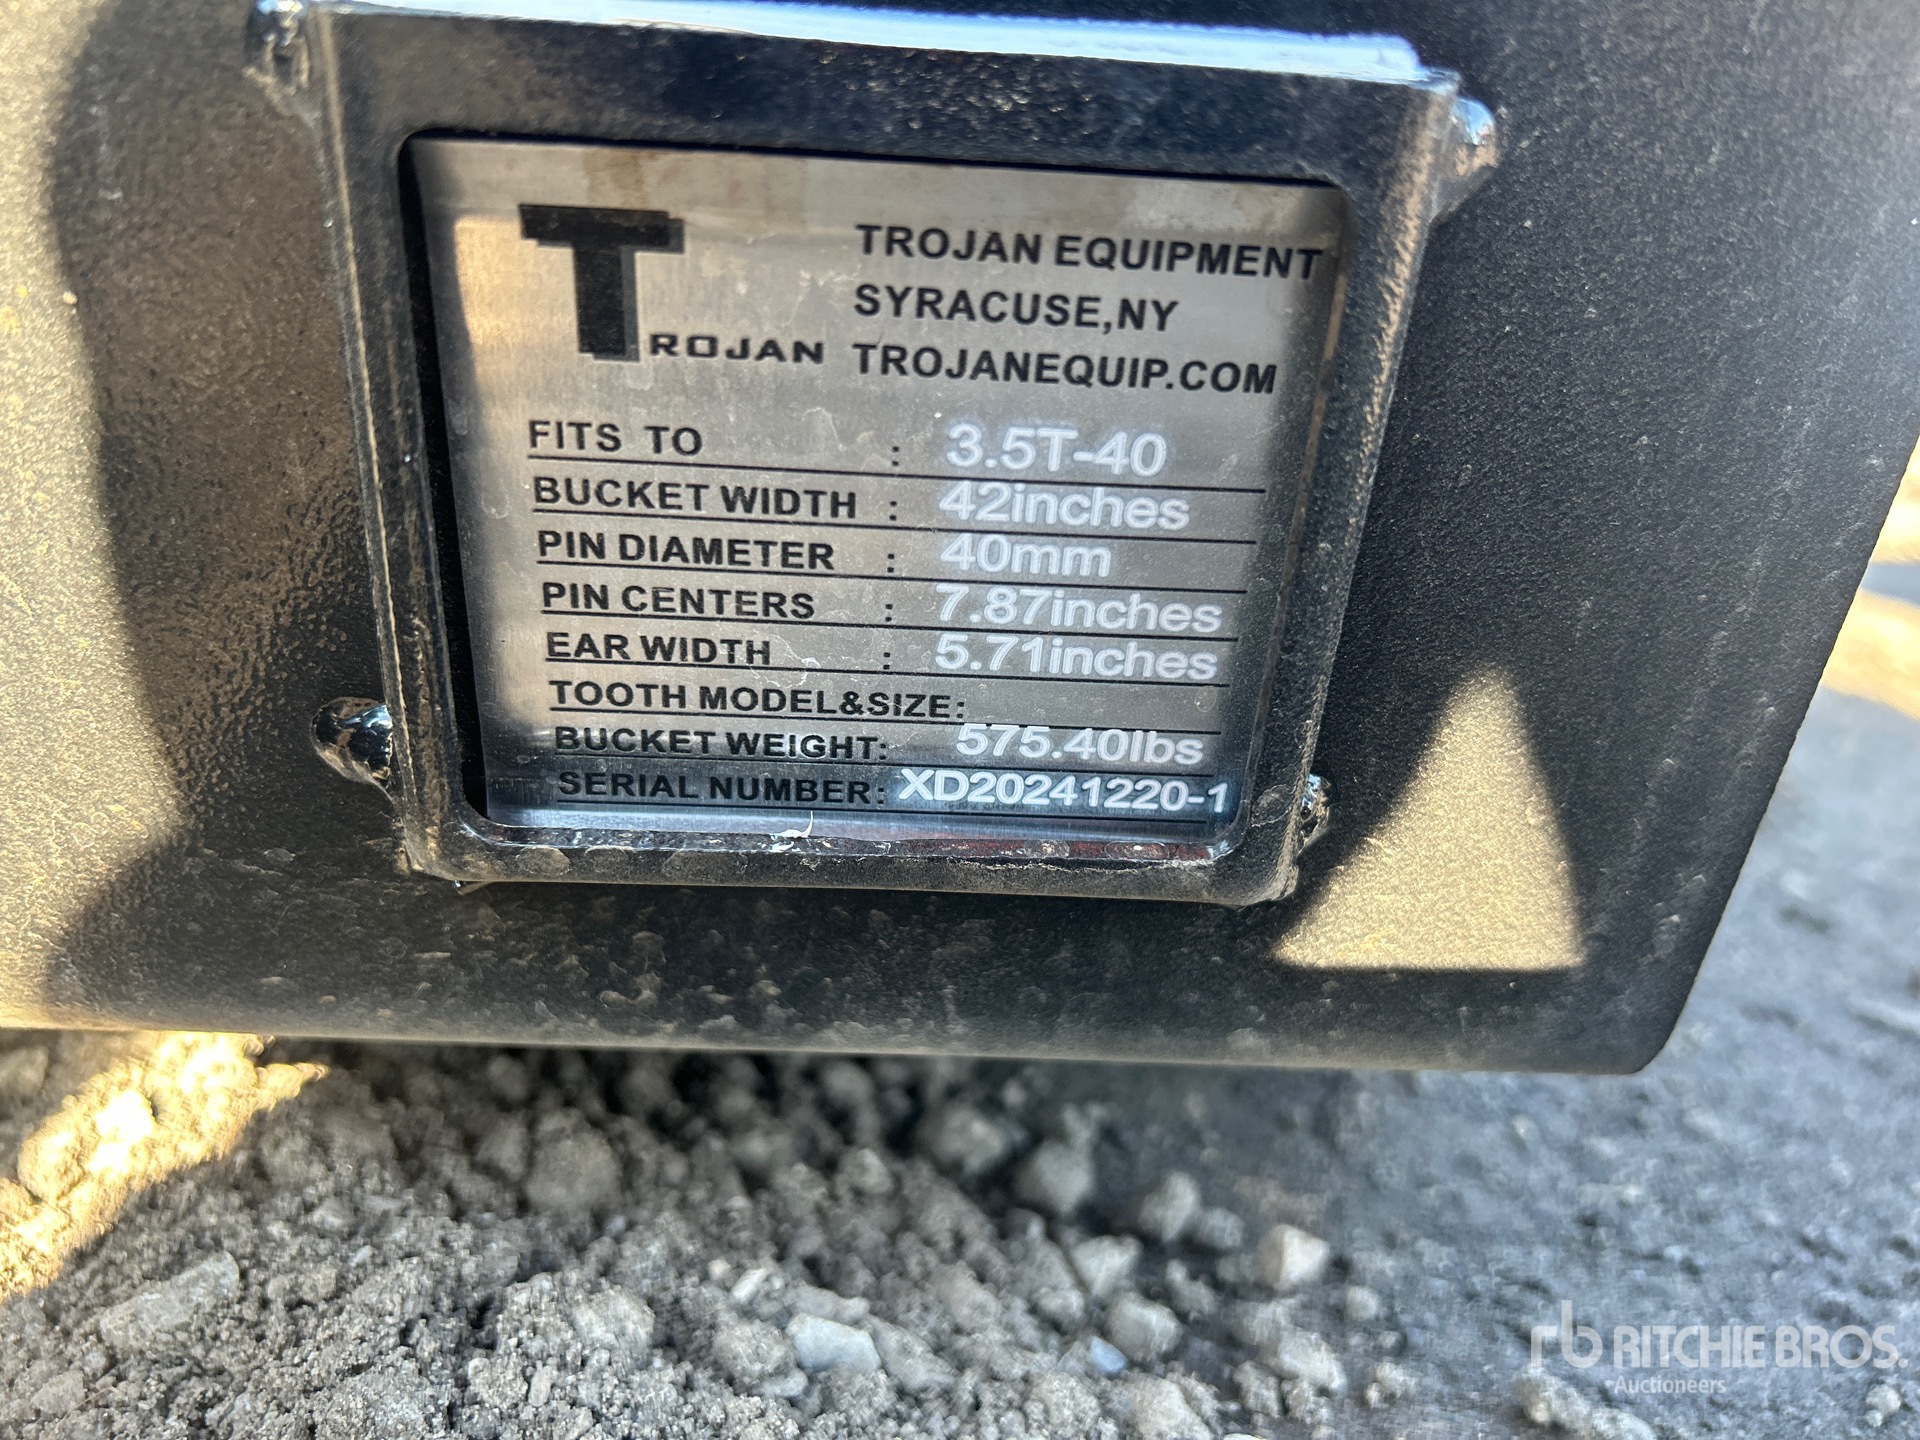 TROJAN
TROJAN EQUIPMENT
SYRACUSE,NY
TROJANEQUIP.COM
FITS TO : 3.5T-40
BUCKET WIDTH : 42inches
PIN DIAMETER : 40mm
PIN CENTERS : 7.87inches
EAR WIDTH : 5.71inches
TOOTH MODEL&SIZE:
BUCKET WEIGHT: 575.40lbs
SERIAL NUMBER: XD20241220-1
rb RITCHIE BROS.
Auctioneers